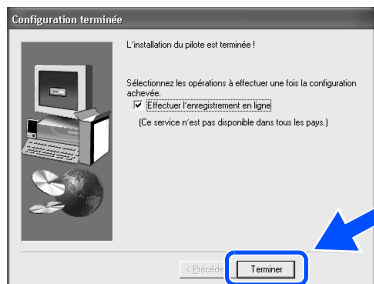 Configuration terminée
L'installation du pilote est terminée !
Sélectionnez les opérations à effectuer une fois la configuration
achevée.
Effectuer l'enregistrement en ligne
(Ce service n'est pas disponible dans tous les pays.)
< Précéde
Terminer